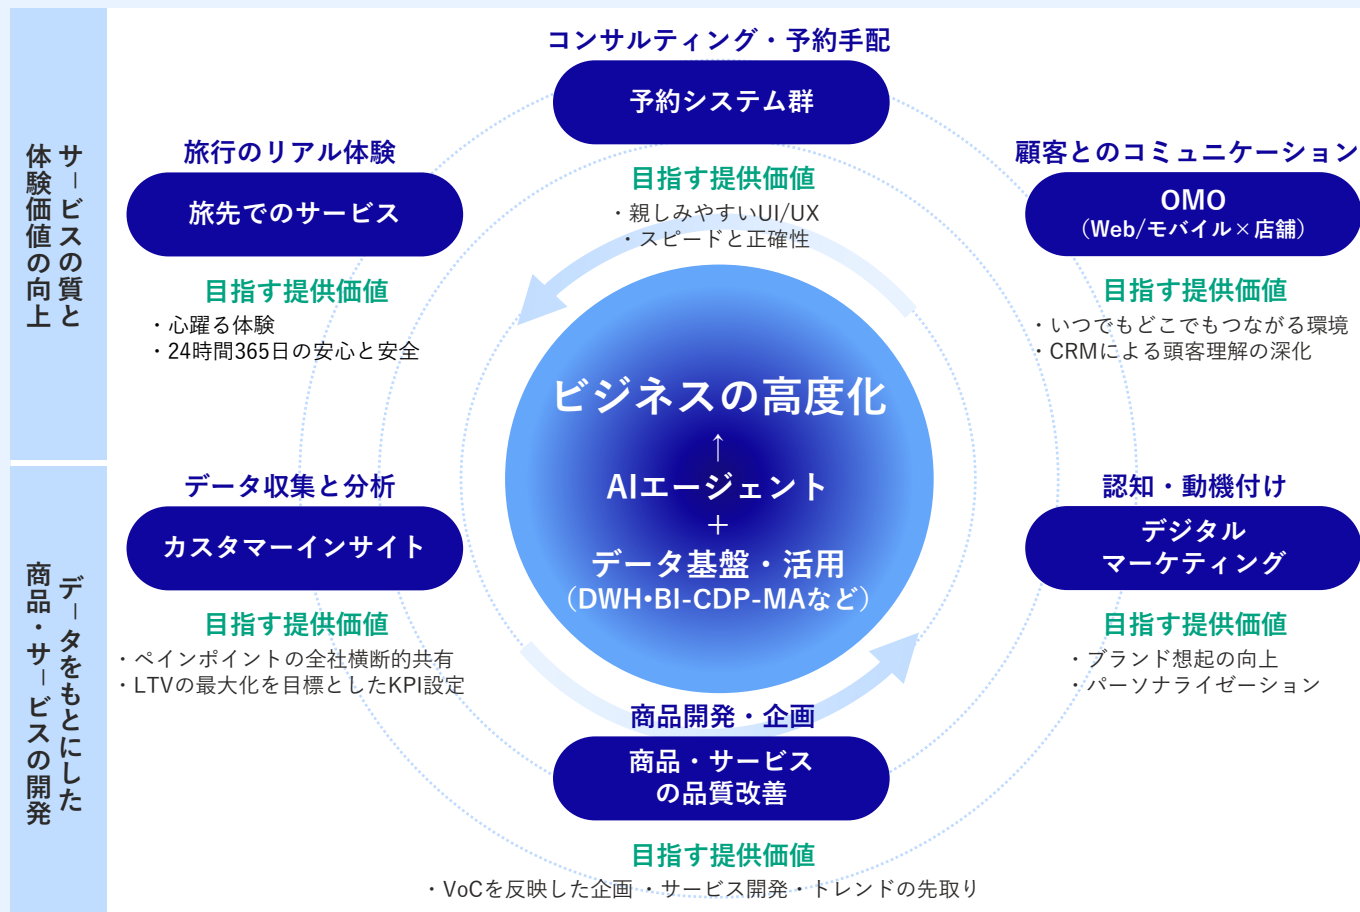 サービスの質と
体験価値の向上
コンサルティング・予約手配
予約システム群
目指す提供価値
・親しみやすいUI/UX
・スピードと正確性
旅行のリアル体験
旅先でのサービス
目指す提供価値
・心躍る体験
・24時間365日の安心と安全
顧客とのコミュニケーション
OMO
（Web/モバイル×店舗）
目指す提供価値
・いつでもどこでもつながる環境
・CRMによる頭客理解の深化
ビジネスの高度化
↑
AIエージェント
＋
データ基盤・活用
（DWH•BI-CDP-MAなど）
データをもとにした
商品・サービスの開発
データ収集と分析
カスタマーインサイト
目指す提供価値
・ペインポイントの全社横断的共有
・LTVの最大化を目標としたKPI設定
認知・動機付け
デジタル
マーケティング
目指す提供価値
・ブランド想起の向上
・パーソナライゼーション
商品開発・企画
商品・サービス
の品質改善
目指す提供価値
・VoCを反映した企画 ・サービス開発・トレンドの先取り